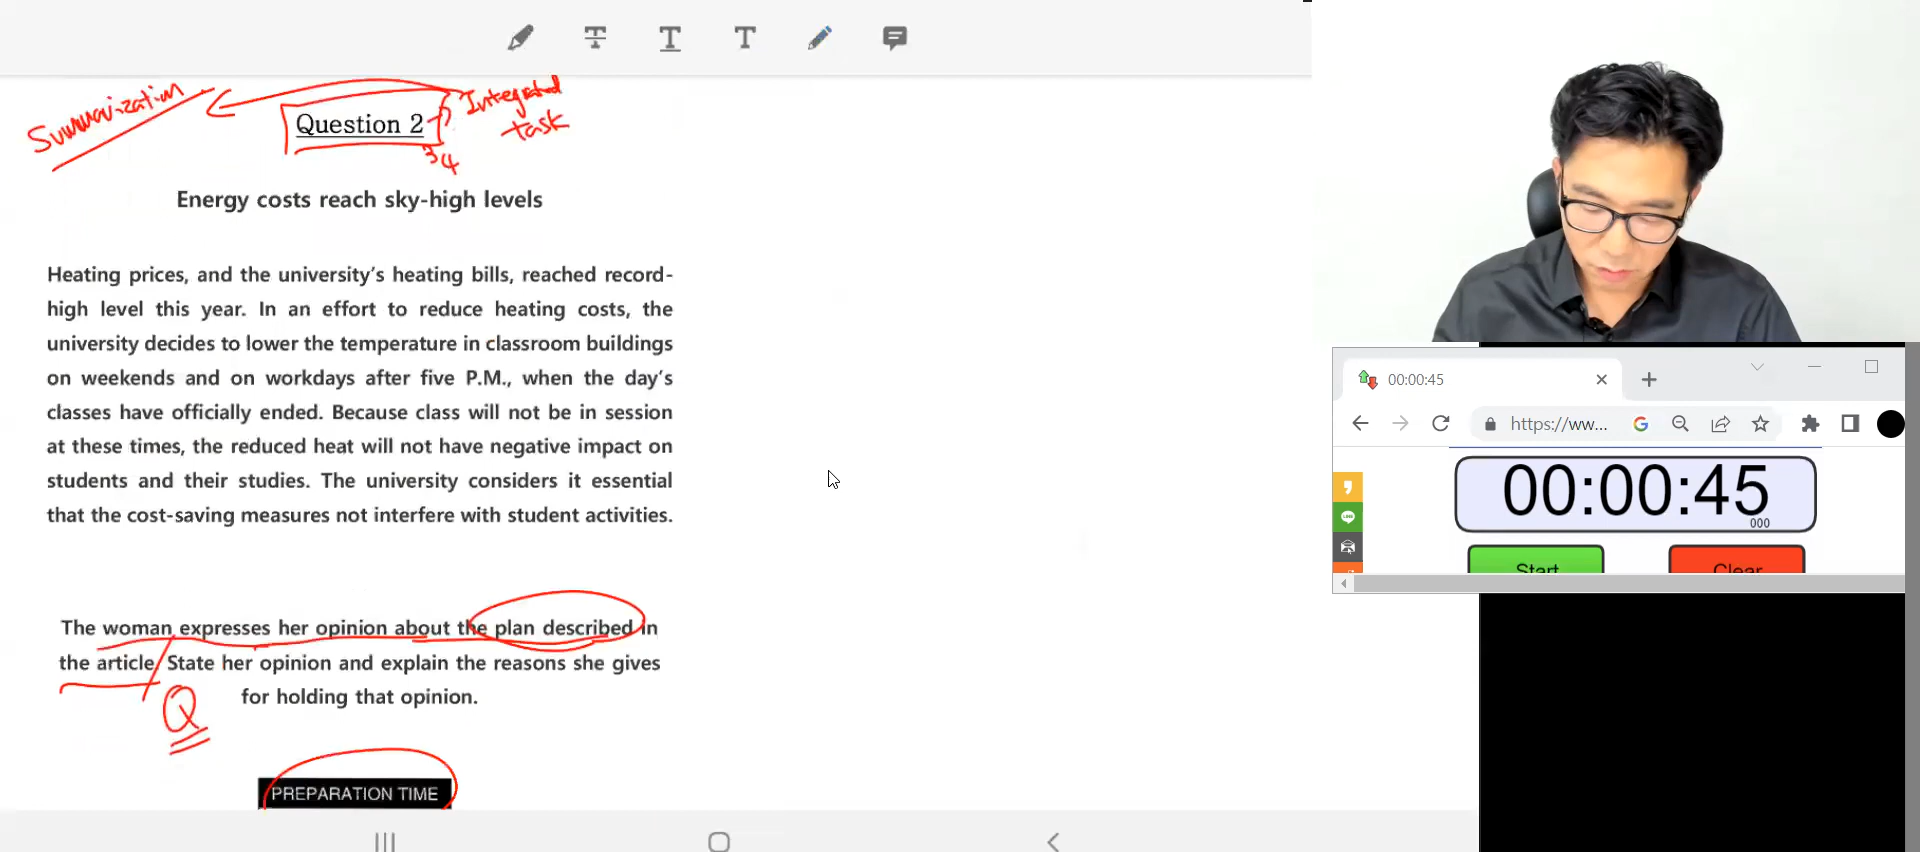 Summarization
Question 2
Integrated
task
3 4
Energy costs reach sky-high levels
Heating prices, and the university's heating bills, reached record-
high level this year. In an effort to reduce heating costs, the
university decides to lower the temperature in classroom buildings
on weekends and on workdays after five P.M., when the day's
classes have officially ended. Because class will not be in session
at these times, the reduced heat will not have negative impact on
students and their studies. The university considers it essential
that the cost-saving measures not interfere with student activities.
The woman expresses her opinion about the plan described in
the article. State her opinion and explain the reasons she gives
for holding that opinion.
Q
PREPARATION TIME
00:00:45
https://ww...
00:00:45
000
Start
Clear